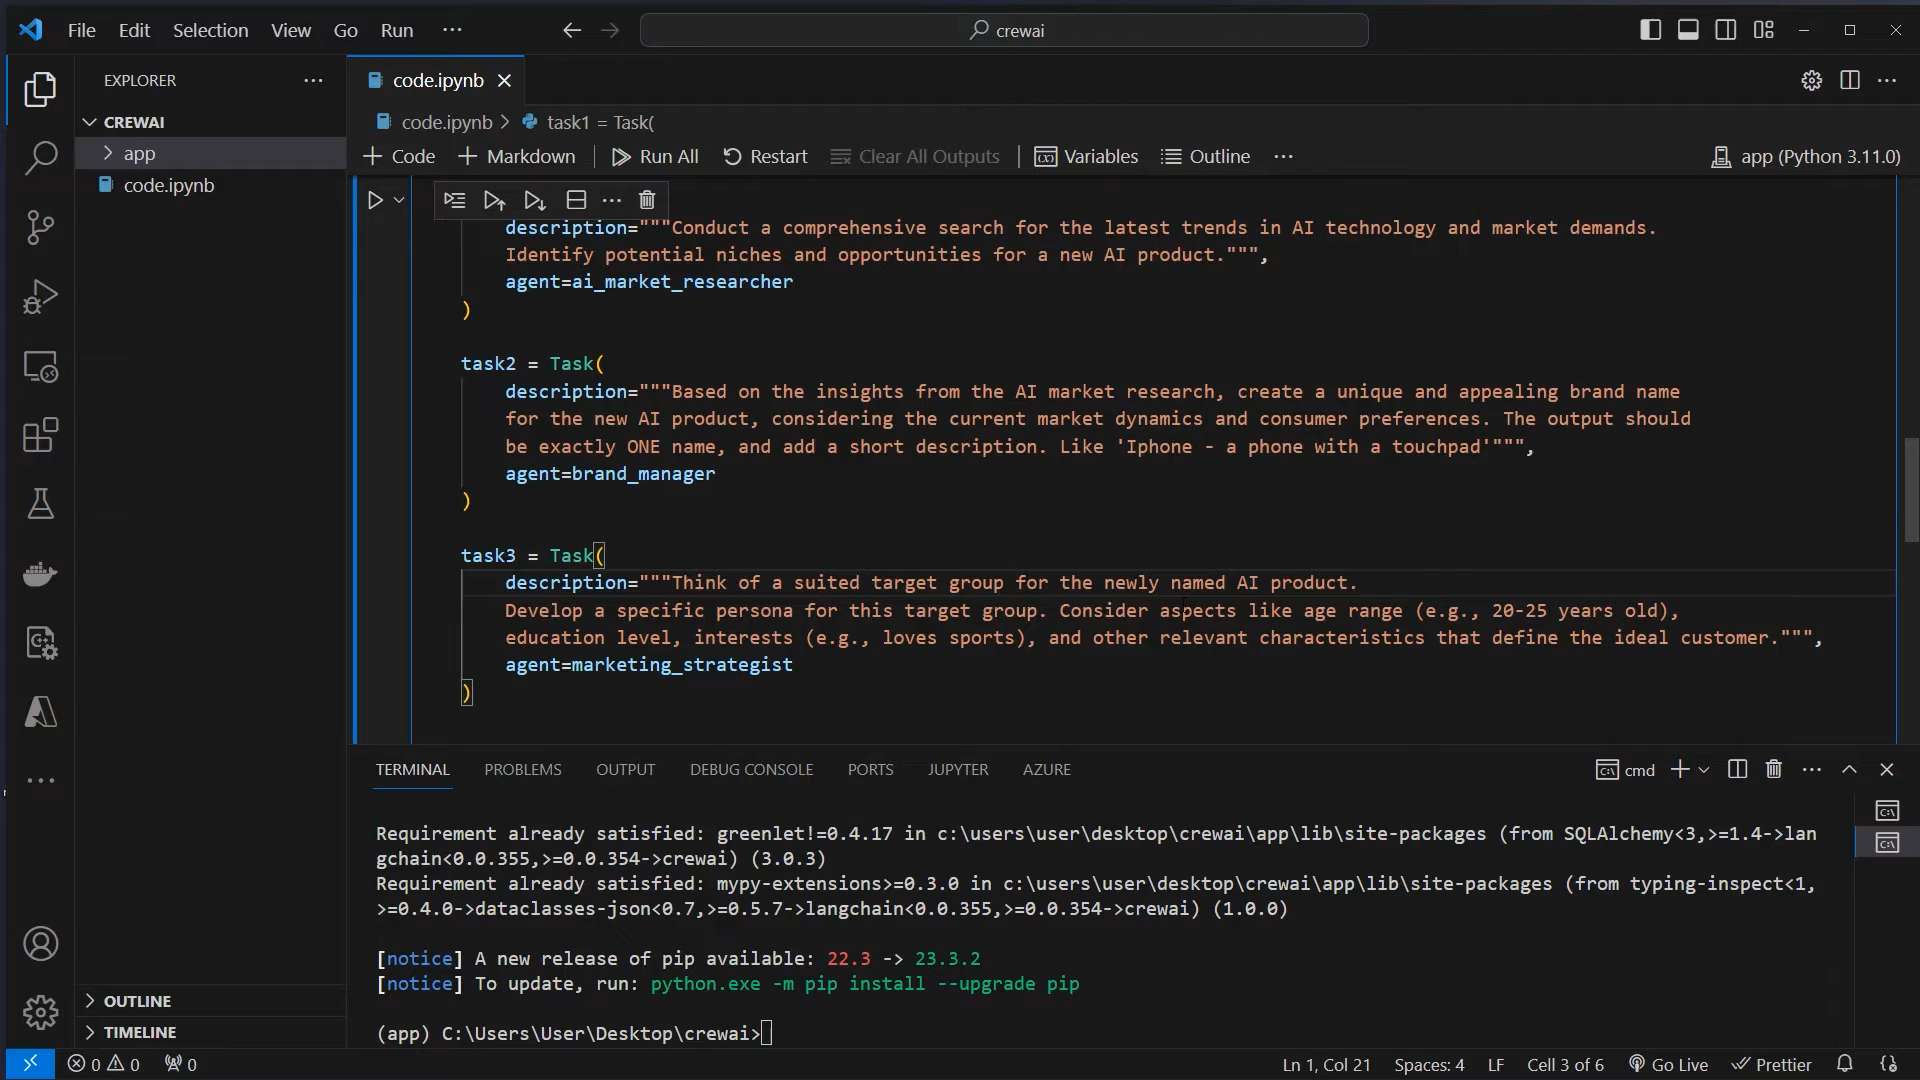 File Edit Selection View Go Run ···
crewai
EXPLORER
code.ipynb
CREWAI
app
code.ipynb
code.ipynb > task1 = Task(
+ Code + Markdown Run All Restart Clear All Outputs Variables Outline ···
app (Python 3.11.0)
description="""Conduct a comprehensive search for the latest trends in AI technology and market demands.
Identify potential niches and opportunities for a new AI product.""",
agent=ai_market_researcher
)
task2 = Task(
description="""Based on the insights from the AI market research, create a unique and appealing brand name
for the new AI product, considering the current market dynamics and consumer preferences. The output should
be exactly ONE name, and add a short description. Like 'Iphone - a phone with a touchpad'""",
agent=brand_manager
)
task3 = Task(
description="""Think of a suited target group for the newly named AI product.
Develop a specific persona for this target group. Consider aspects like age range (e.g., 20-25 years old),
education level, interests (e.g., loves sports), and other relevant characteristics that define the ideal customer.""",
agent=marketing_strategist
)
TERMINAL PROBLEMS OUTPUT DEBUG CONSOLE PORTS JUPYTER AZURE
cmd
Requirement already satisfied: greenlet!=0.4.17 in c:\users\user\desktop\crewai\app\lib\site-packages (from SQLAlchemy<3,>=1.4->lan
gchain<0.0.355,>=0.0.354->crewai) (3.0.3)
Requirement already satisfied: mypy-extensions>=0.3.0 in c:\users\user\desktop\crewai\app\lib\site-packages (from typing-inspect<1,
>=0.4.0->dataclasses-json<0.7,>=0.5.7->langchain<0.0.355,>=0.0.354->crewai) (1.0.0)
[notice] A new release of pip available: 22.3 -> 23.3.2
[notice] To update, run: python.exe -m pip install --upgrade pip
(app) C:\Users\User\Desktop\crewai>
OUTLINE
TIMELINE
0 0 0
Ln 1, Col 21 Spaces: 4 LF Cell 3 of 6 Go Live Prettier